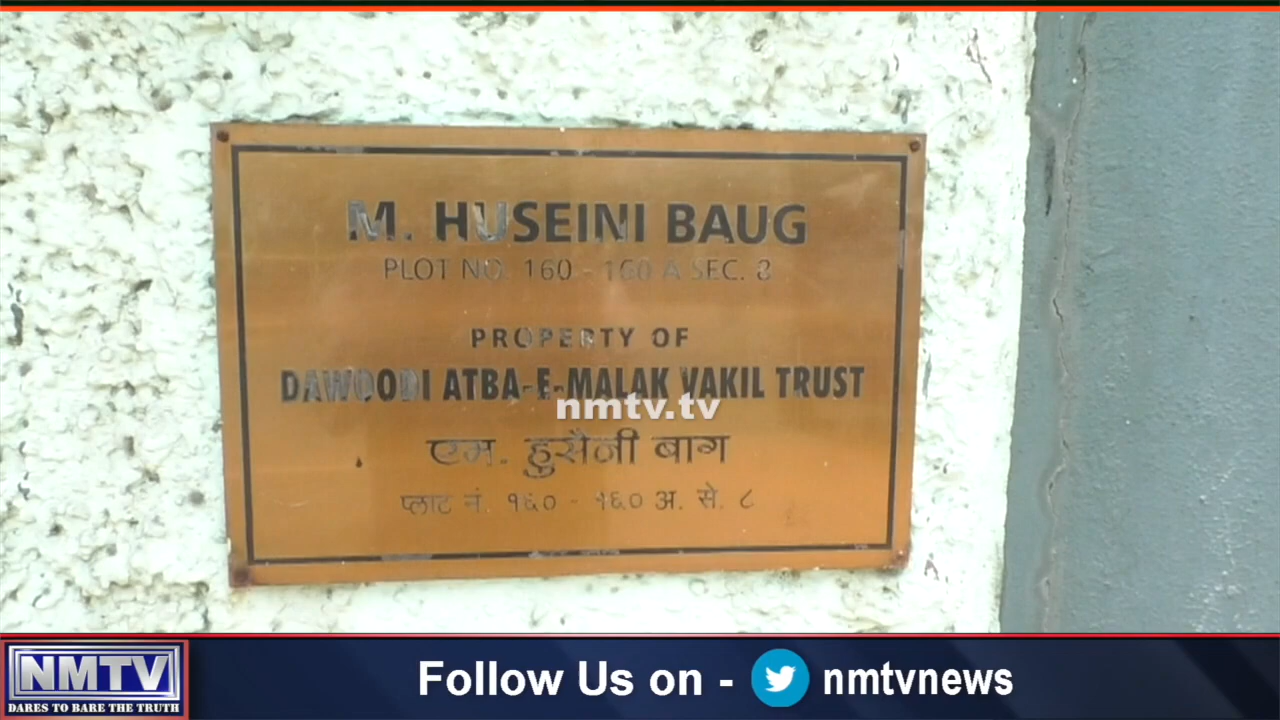 M. HUSEINI BAUG
PLOT NO. 160 - 160 A SEC. 8
PROPERTY OF
DAWOODI ATBA-E-MALAK VAKIL TRUST
nmtv.tv
एम. हुसैनी बाग
प्लाट नं. १६० - १६० अ. से. ८
NMTV
DARES TO BARE THE TRUTH
Follow Us on - nmtvnews